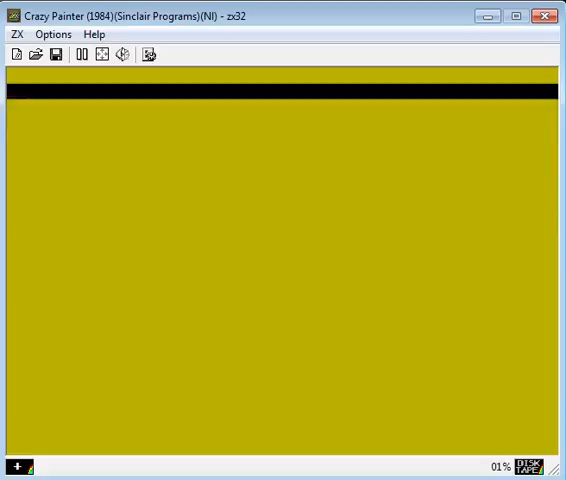 Crazy Painter (1984)(Sinclair Programs)(NI) - zx32
ZX Options Help
01% DISK TAPE